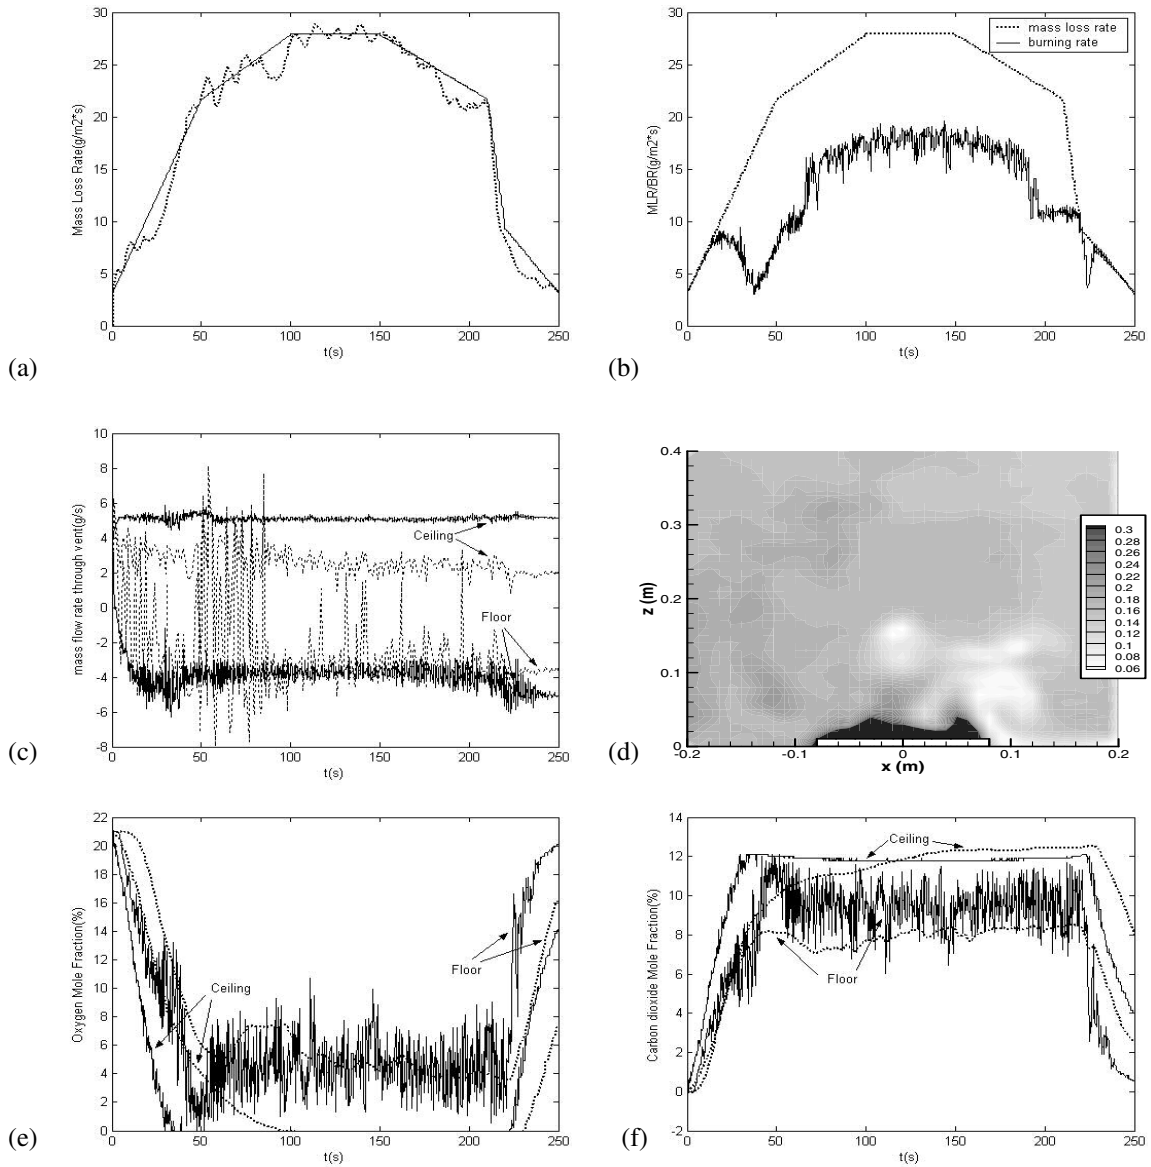 30
25
20
15
10
5
0
Mass Loss Rate(g/m2*s)
0 50 100 150 200 250
t(s)
(a)
30
25
20
15
10
5
0
MLR/BR(g/m2*s)
mass loss rate
burning rate
0 50 100 150 200 250
t(s)
(b)
10
8
6
4
2
0
-2
-4
-6
-8
mass flow rate through vent(g/s)
Ceiling
Floor
0 50 100 150 200 250
t(s)
(c)
0.4
0.3
0.2
0.1
0
z (m)
0.3
0.28
0.26
0.24
0.22
0.2
0.18
0.16
0.14
0.12
0.1
0.08
0.06
-0.2 -0.1 0 0.1 0.2
x (m)
(d)
22
20
18
16
14
12
10
8
6
4
2
0
Oxygen Mole Fraction(%)
Floor
Ceiling
0 50 100 150 200 250
t(s)
(e)
14
12
10
8
6
4
2
0
-2
Carbon dioxide Mole Fraction(%)
Ceiling
Floor
0 50 100 150 200 250
t(s)
(f)